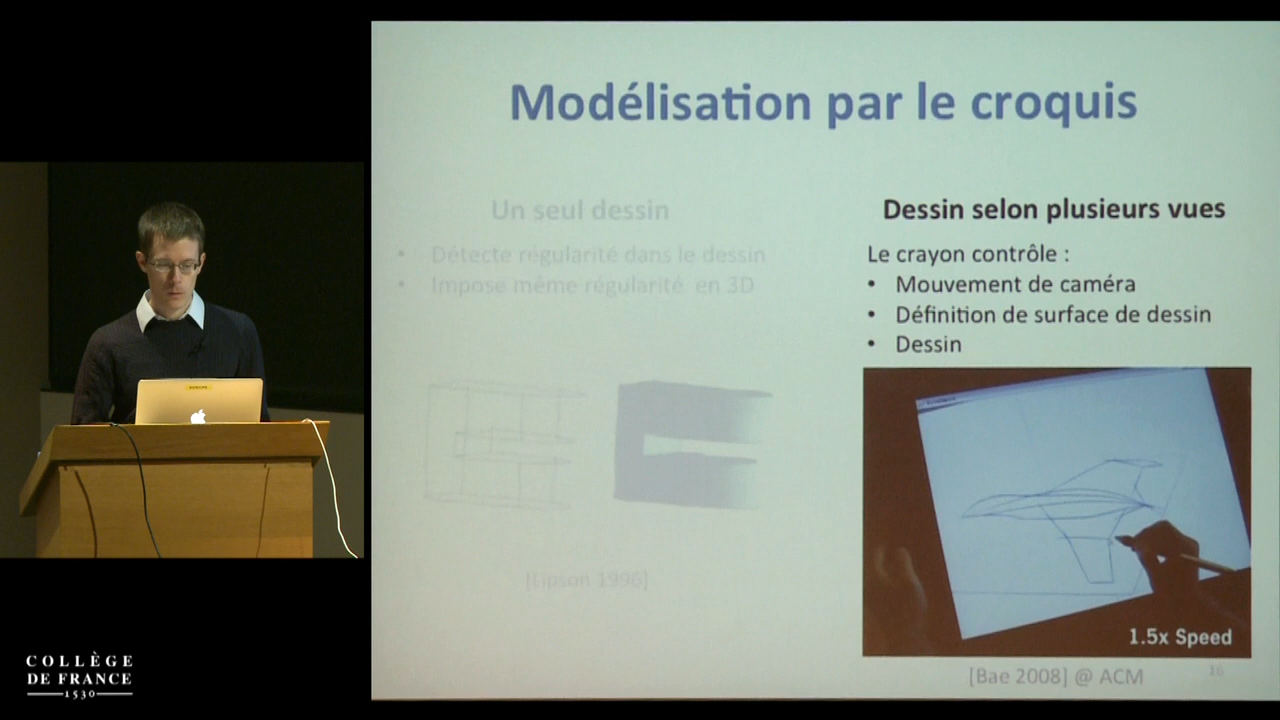 Modélisation par le croquis
Un seul dessin
• Détecte régularité dans le dessin
• Impose même régularité en 3D
[Lipson 1996]
Dessin selon plusieurs vues
Le crayon contrôle :
• Mouvement de caméra
• Définition de surface de dessin
• Dessin
1.5x Speed
[Bae 2008] @ ACM
16
COLLÈGE
DE FRANCE
1530